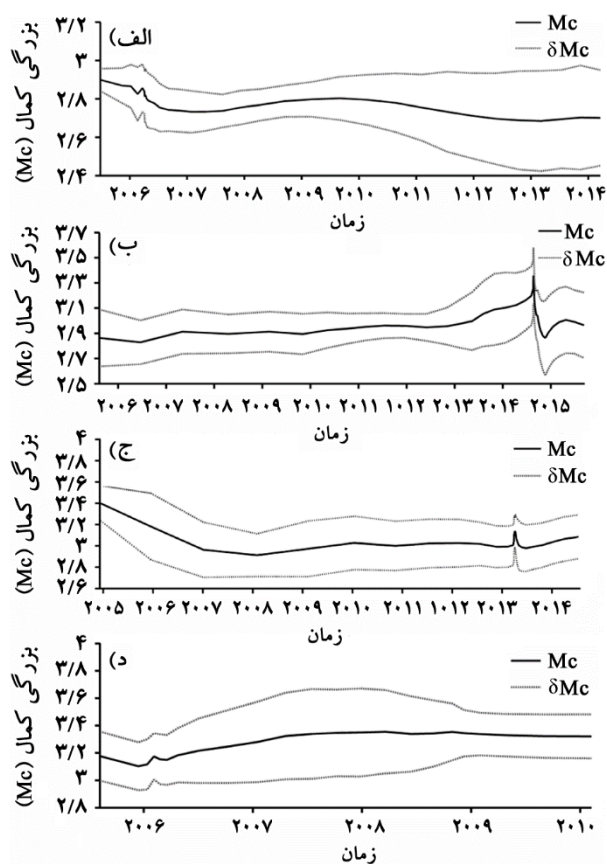 بزرگی کمال (Mc)
الف)
Mc
δMc
۳/۲
۳
۲/۸
۲/۶
۲/۴
۲۰۰۶ ۲۰۰۷ ۲۰۰۸ ۲۰۰۹ ۲۰۱۰ ۲۰۱۱ ۱۰۱۲ ۲۰۱۳ ۲۰۱۴
زمان
بزرگی کمال (Mc)
ب)
Mc
δMc
۳/۷
۳/۵
۳/۳
۳/۱
۲/۹
۲/۷
۲/۵
۲۰۰۶ ۲۰۰۷ ۲۰۰۸ ۲۰۰۹ ۲۰۱۰ ۲۰۱۱ ۱۰۱۲ ۲۰۱۳ ۲۰۱۴ ۲۰۱۵
زمان
بزرگی کمال (Mc)
ج)
Mc
δMc
۴
۳/۸
۳/۶
۳/۴
۳/۲
۳
۲/۸
۲/۶
۲۰۰۵ ۲۰۰۶ ۲۰۰۷ ۲۰۰۸ ۲۰۰۹ ۲۰۱۰ ۲۰۱۱ ۲۰۱۲ ۲۰۱۳ ۲۰۱۴
زمان
بزرگی کمال (Mc)
د)
Mc
δMc
۴
۳/۸
۳/۶
۳/۴
۳/۲
۳
۲/۸
۲۰۰۶ ۲۰۰۷ ۲۰۰۸ ۲۰۰۹ ۲۰۱۰
زمان